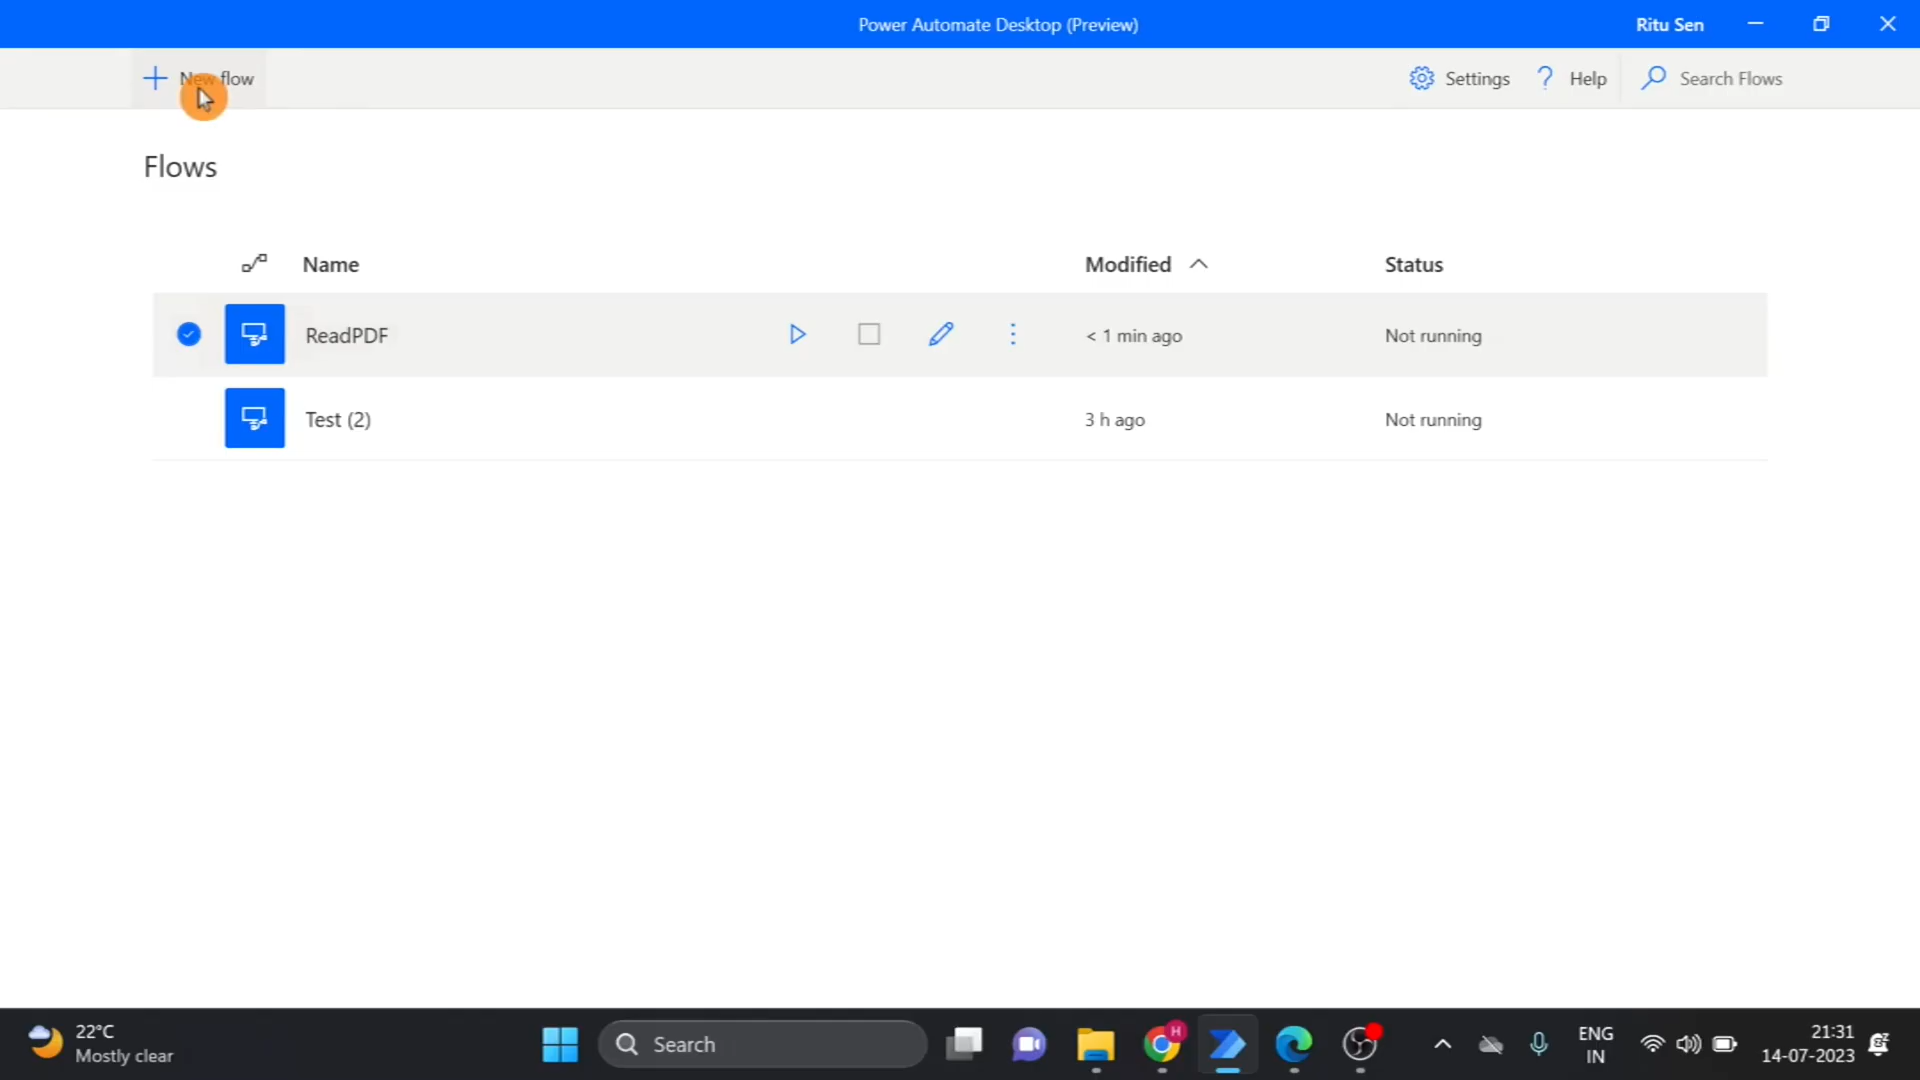 Power Automate Desktop (Preview)
Ritu Sen
New flow
Settings
? Help
Search Flows
Flows
Name
Modified
Status
ReadPDF
< 1 min ago
Not running
Test (2)
3 h ago
Not running
22°C
Mostly clear
Search
H
ENG
IN
21:31
14-07-2023